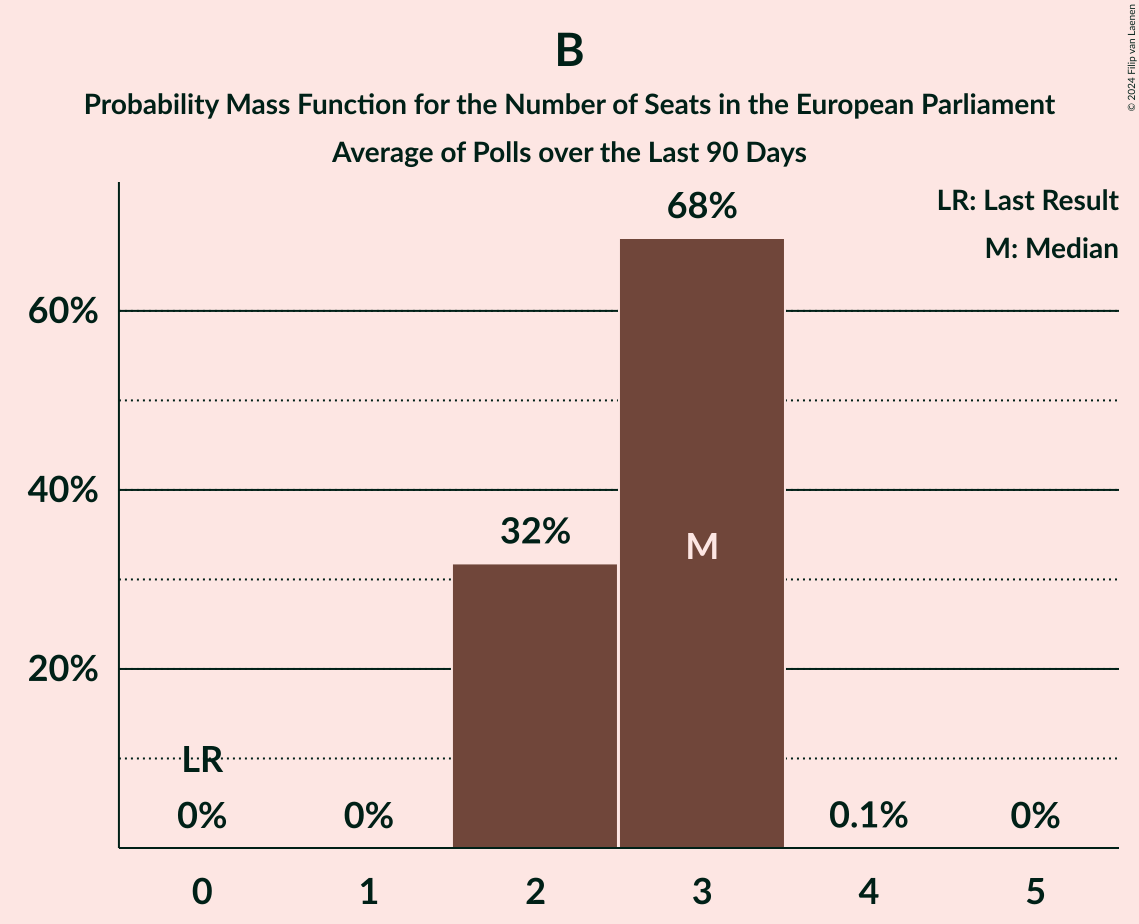 B
Probability Mass Function for the Number of Seats in the European Parliament
Average of Polls over the Last 90 Days
© 2024 Filip van Laenen
LR: Last Result
M: Median
68%
60%
40%
32%
M
20%
LR
0%
0%
0.1%
0%
0 1 2 3 4 5